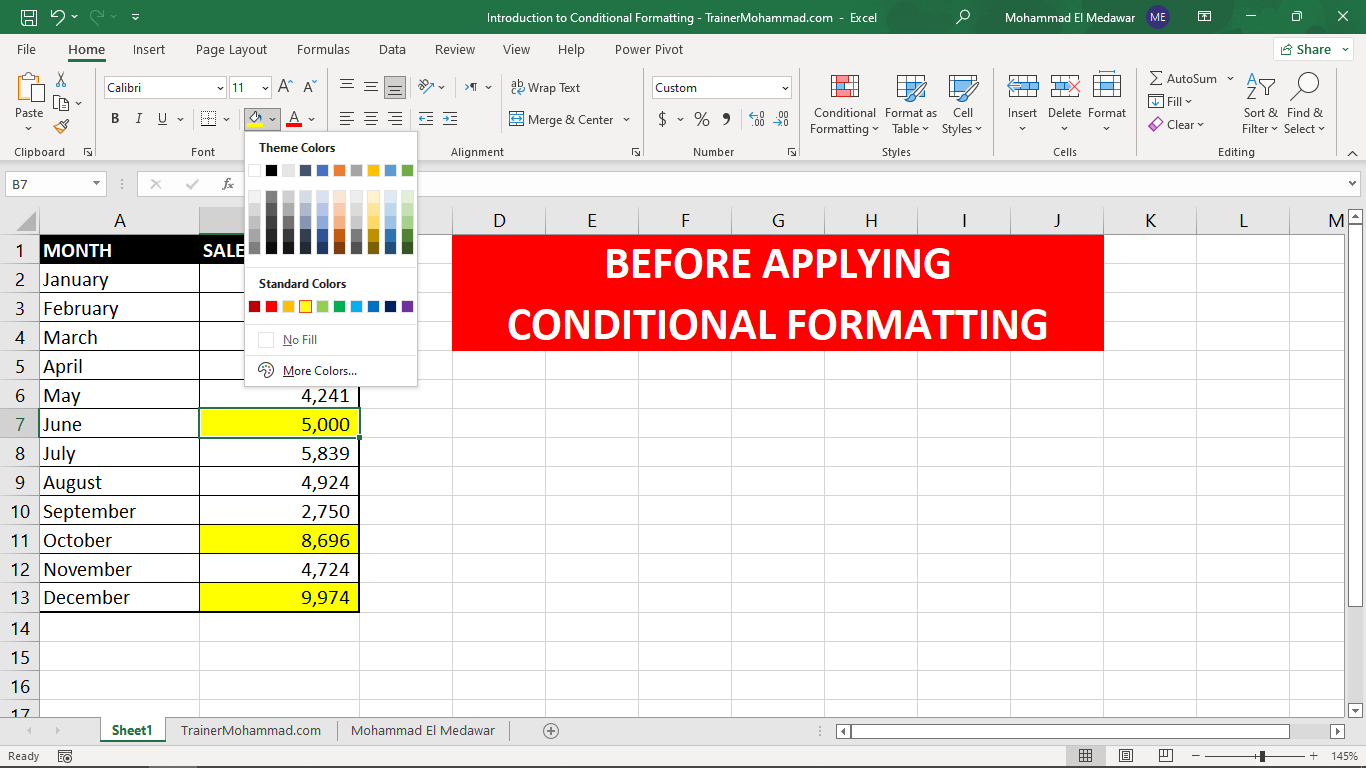 Introduction to Conditional Formatting - TrainerMohammad.com - Excel
Mohammad El Medawar ME
File Home Insert Page Layout Formulas Data Review View Help Power Pivot Share
Paste
Clipboard
Calibri 11
B I U
Font
Wrap Text
Merge & Center
Alignment
Custom
$ % 9
Number
Conditional Formatting
Format as Table
Cell Styles
Styles
Insert Delete Format
Cells
AutoSum
Fill
Clear
Sort & Filter
Find & Select
Editing
B7 fx
Theme Colors
Standard Colors
No Fill
More Colors...
A D E F G H I J K L M
1 MONTH SALE
2 January
3 February
4 March
5 April
6 May 4,241
7 June 5,000
8 July 5,839
9 August 4,924
10 September 2,750
11 October 8,696
12 November 4,724
13 December 9,974
14
15
16
17
BEFORE APPLYING
CONDITIONAL FORMATTING
Sheet1 TrainerMohammad.com Mohammad El Medawar
Ready 145%